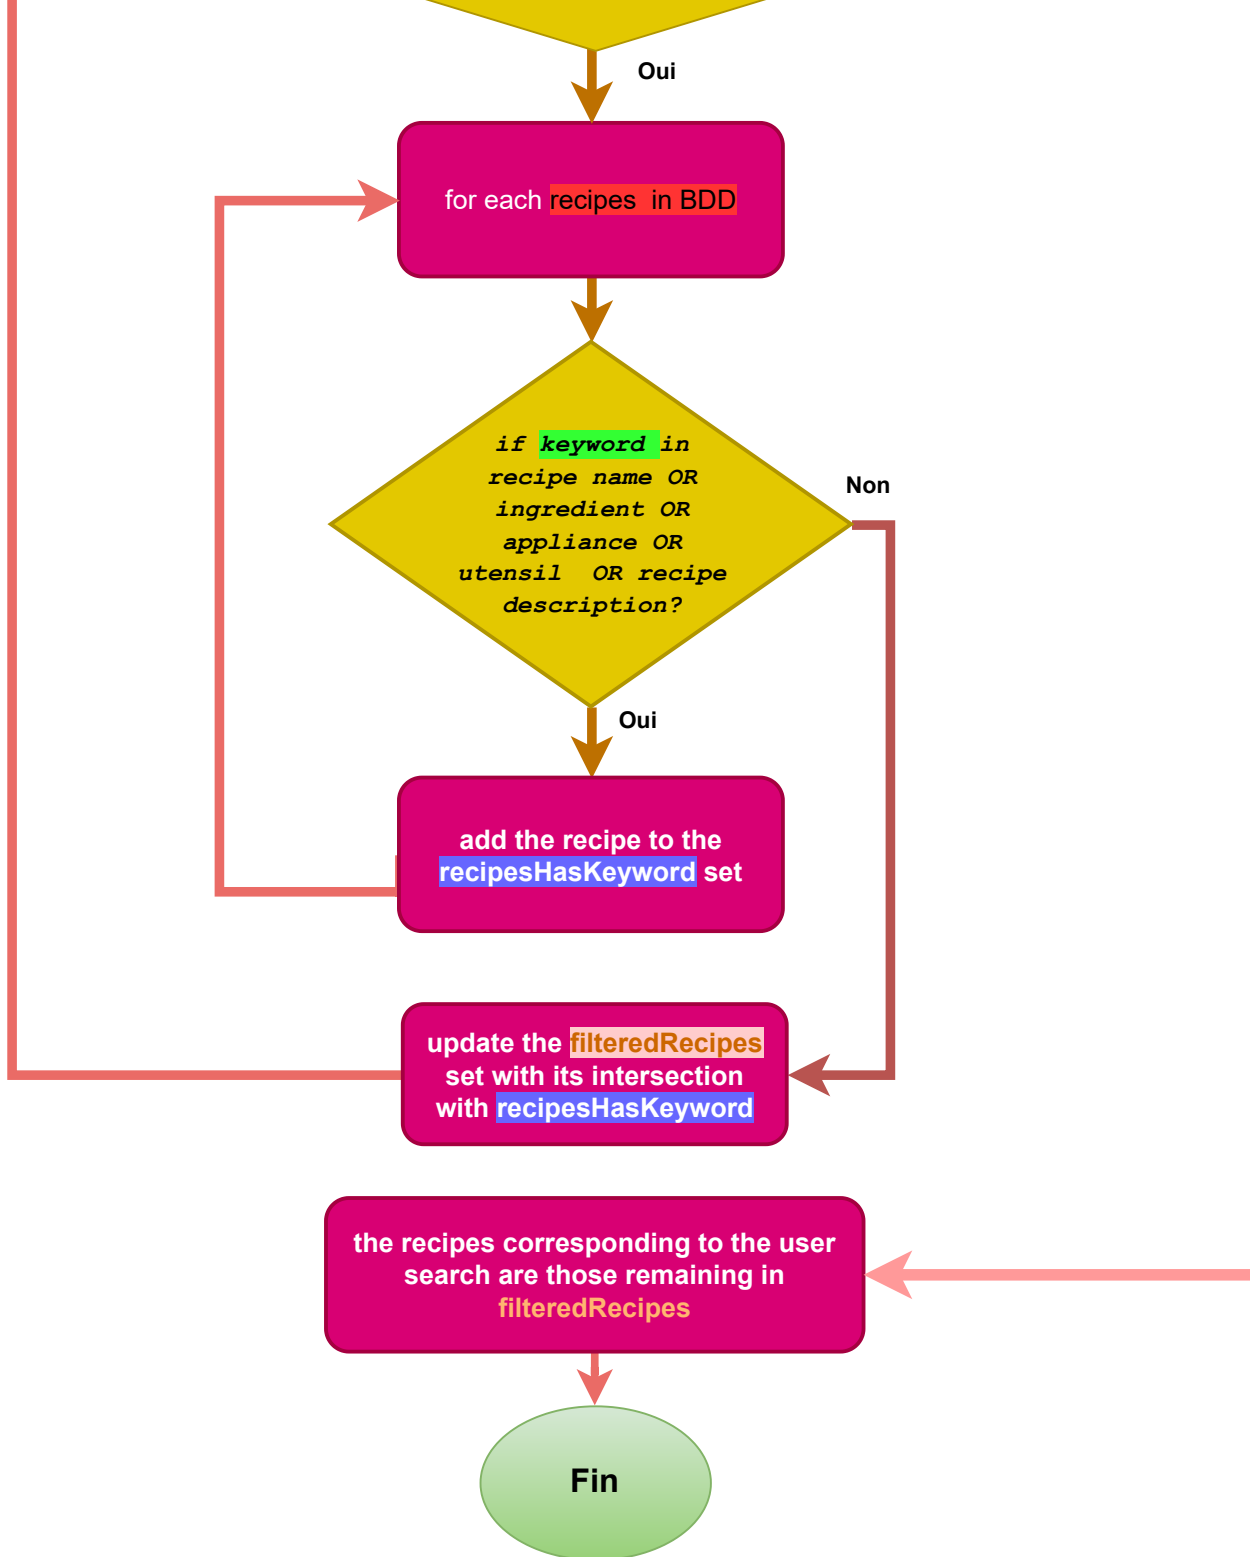 Oui
for each recipes  in BDD
if keyword in
recipe name OR
ingredient OR
appliance OR
utensil  OR recipe
description?
Non
Oui
add the recipe to the
recipesHasKeyword set
update the filteredRecipes
set with its intersection
with recipesHasKeyword
the recipes corresponding to the user
search are those remaining in
filteredRecipes
Fin